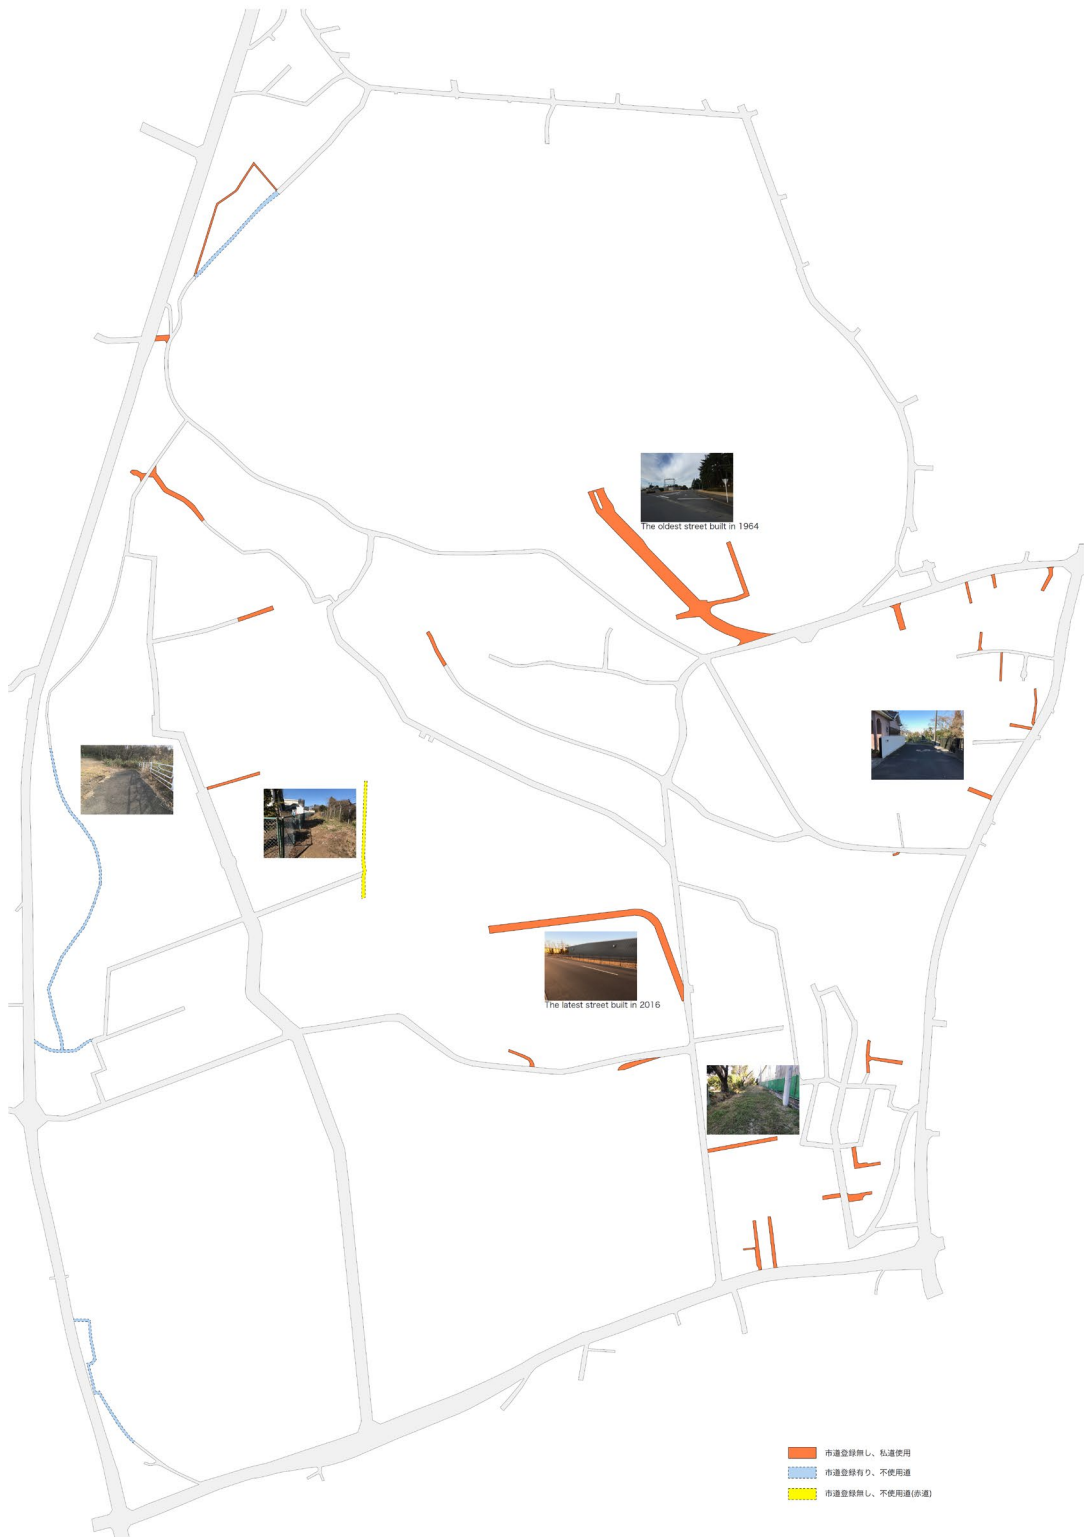 The oldest street built in 1964
The latest street built in 2016
市道登録無し、私道使用
市道登録有り、不使用道
市道登録無し、不使用道(赤道)